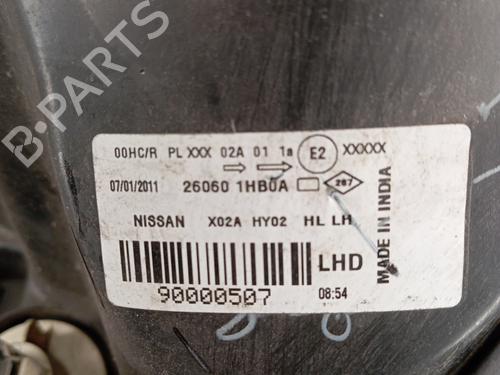 00HC/R PL XXX 02A 01 1a E2 XXXXX
07/01/2011 26060 1HB0A 267
NISSAN X02A HY02 HL LH
LHD
90000507 08:54
MADE IN INDIA
B-PARTS